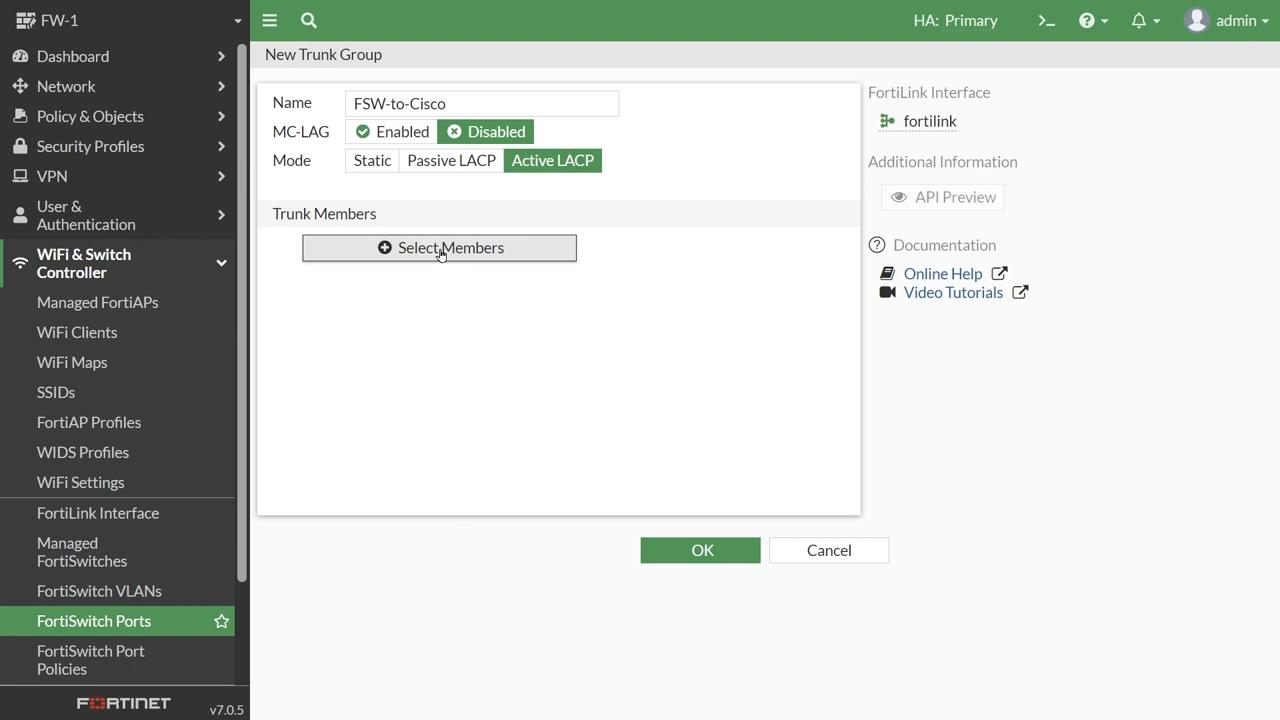 FW-1
HA: Primary
admin
Dashboard
Network
Policy & Objects
Security Profiles
VPN
User &
Authentication
WiFi & Switch
Controller
Managed FortiAPs
WiFi Clients
WiFi Maps
SSIDs
FortiAP Profiles
WIDS Profiles
WiFi Settings
FortiLink Interface
Managed
FortiSwitches
FortiSwitch VLANs
FortiSwitch Ports
FortiSwitch Port
Policies
FORTINET
v7.0.5
New Trunk Group
Name FSW-to-Cisco
MC-LAG Enabled Disabled
Mode Static Passive LACP Active LACP
Trunk Members
Select Members
OK Cancel
FortiLink Interface
fortilink
Additional Information
API Preview
Documentation
Online Help
Video Tutorials